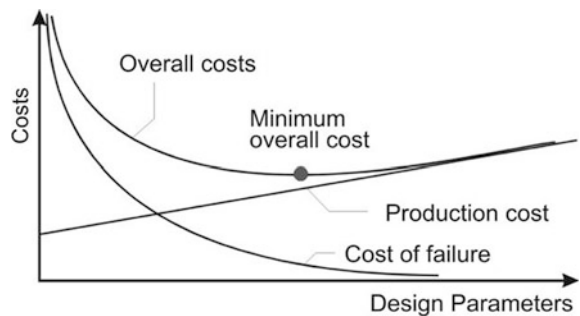 Overall costs
Minimum
overall cost
Costs
Production cost
Cost of failure
Design Parameters